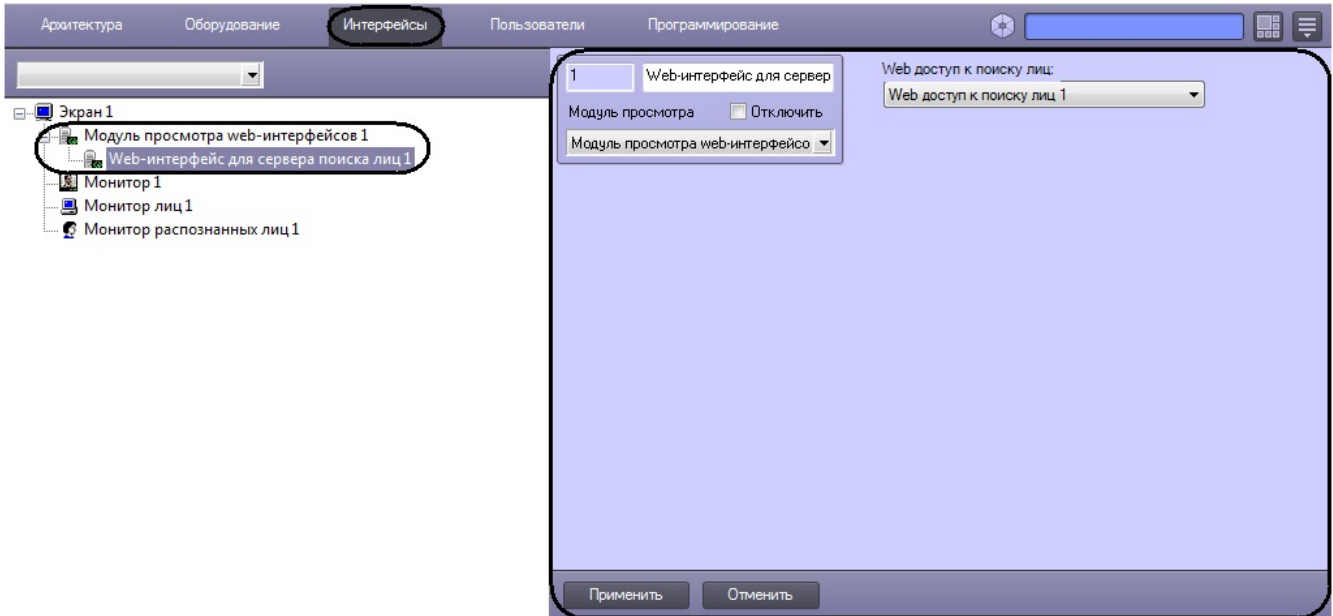 Архитектура Оборудование Интерфейсы Пользователи Программирование
Экран 1
Модуль просмотра web-интерфейсов 1
Web-интерфейс для сервера поиска лиц 1
Монитор 1
Монитор лиц 1
Монитор распознанных лиц 1
1 Web-интерфейс для сервер
Модуль просмотра Отключить
Модуль просмотра web-интерфейсо
Web доступ к поиску лиц:
Web доступ к поиску лиц 1
Применить Отменить